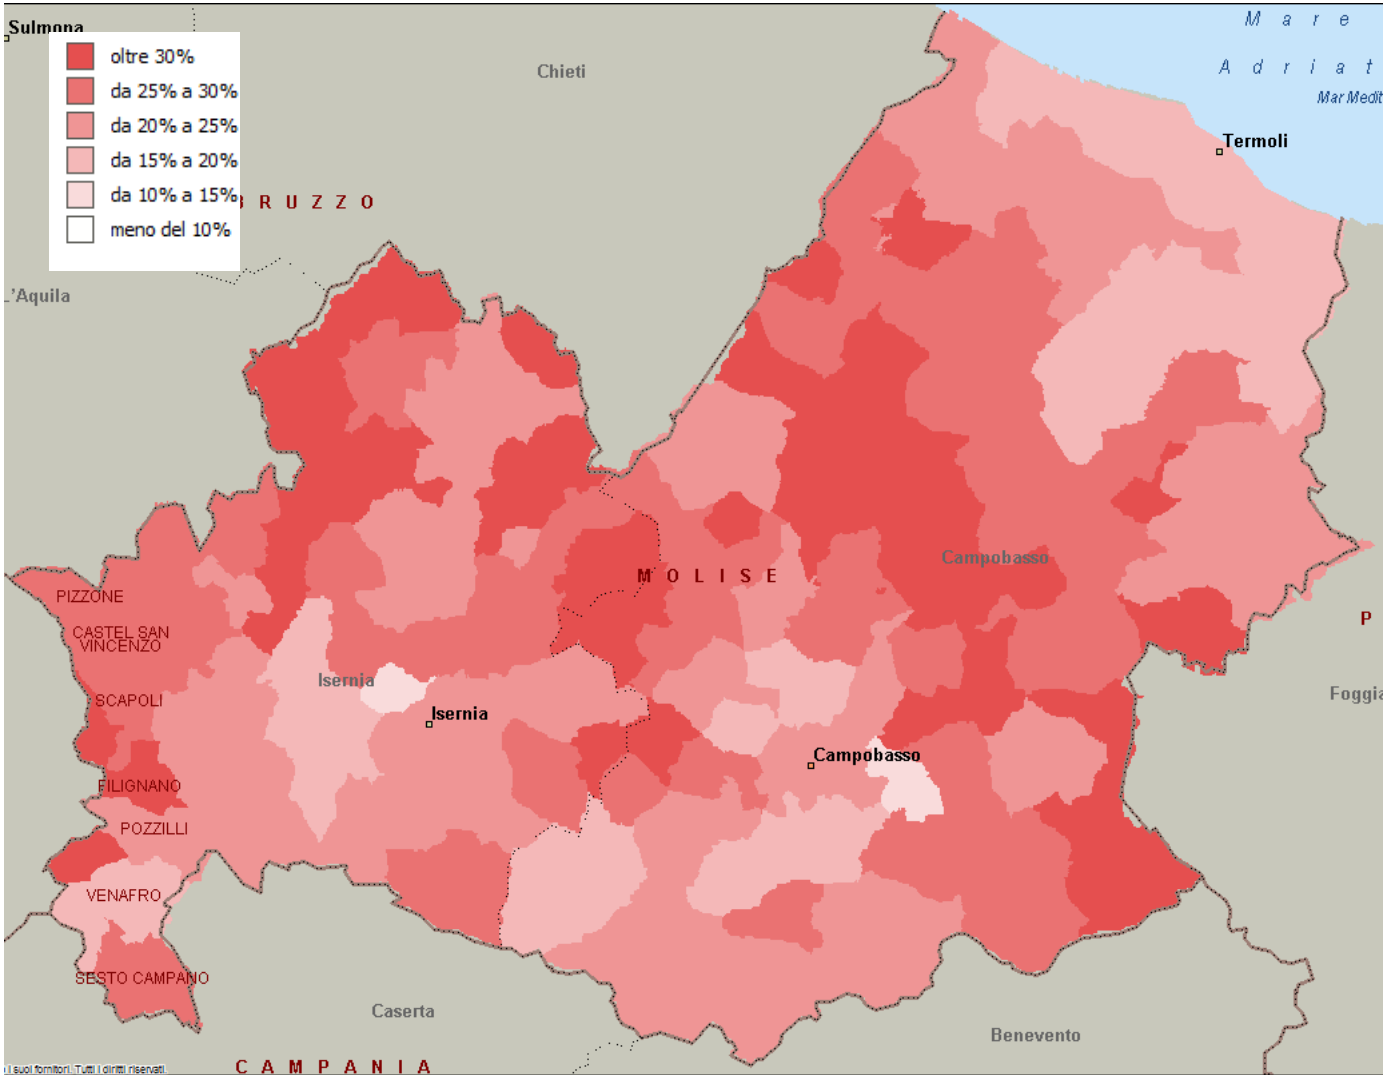 Sulmona
oltre 30%
da 25% a 30%
da 20% a 25%
da 15% a 20%
da 10% a 15%
meno del 10%
Chieti
M a r e
A d r i a t
Mar Medit
Termoli
B R U Z Z O
L'Aquila
PIZZONE
CASTEL SAN
VINCENZO
SCAPOLI
FILIGNANO
POZZILLI
VENAFRO
SESTO CAMPANO
Isernia
Isernia
M O L I S E
Campobasso
Campobasso
P
Foggia
Caserta
Benevento
C A M P A N I A
i suoi fornitori. Tutti i diritti riservati.